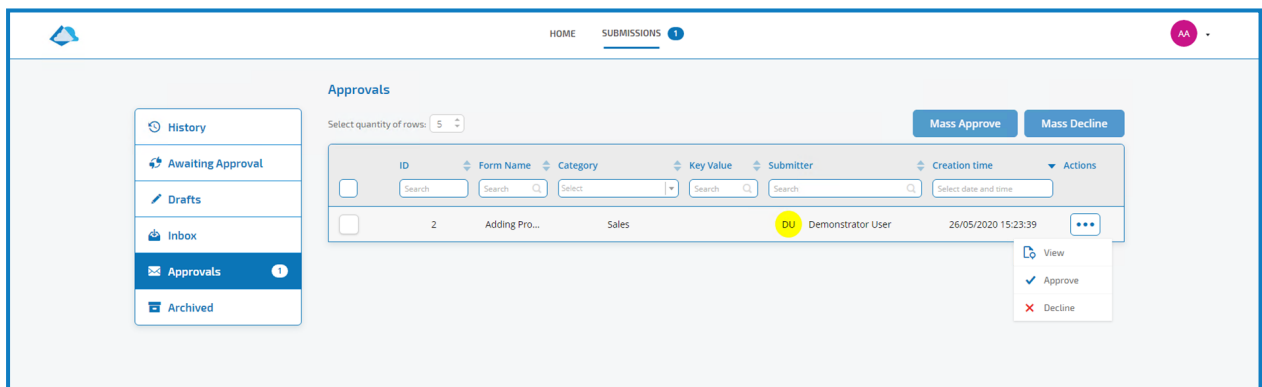 HOME SUBMISSIONS 1
AA
Approvals
History
Awaiting Approval
Drafts
Inbox
Approvals 1
Archived
Select quantity of rows: 5
Mass Approve Mass Decline
ID Form Name Category Key Value Submitter Creation time Actions
Search Search Select Search Search Select date and time
2 Adding Pro... Sales DU Demonstrator User 26/05/2020 15:23:39
View
Approve
Decline